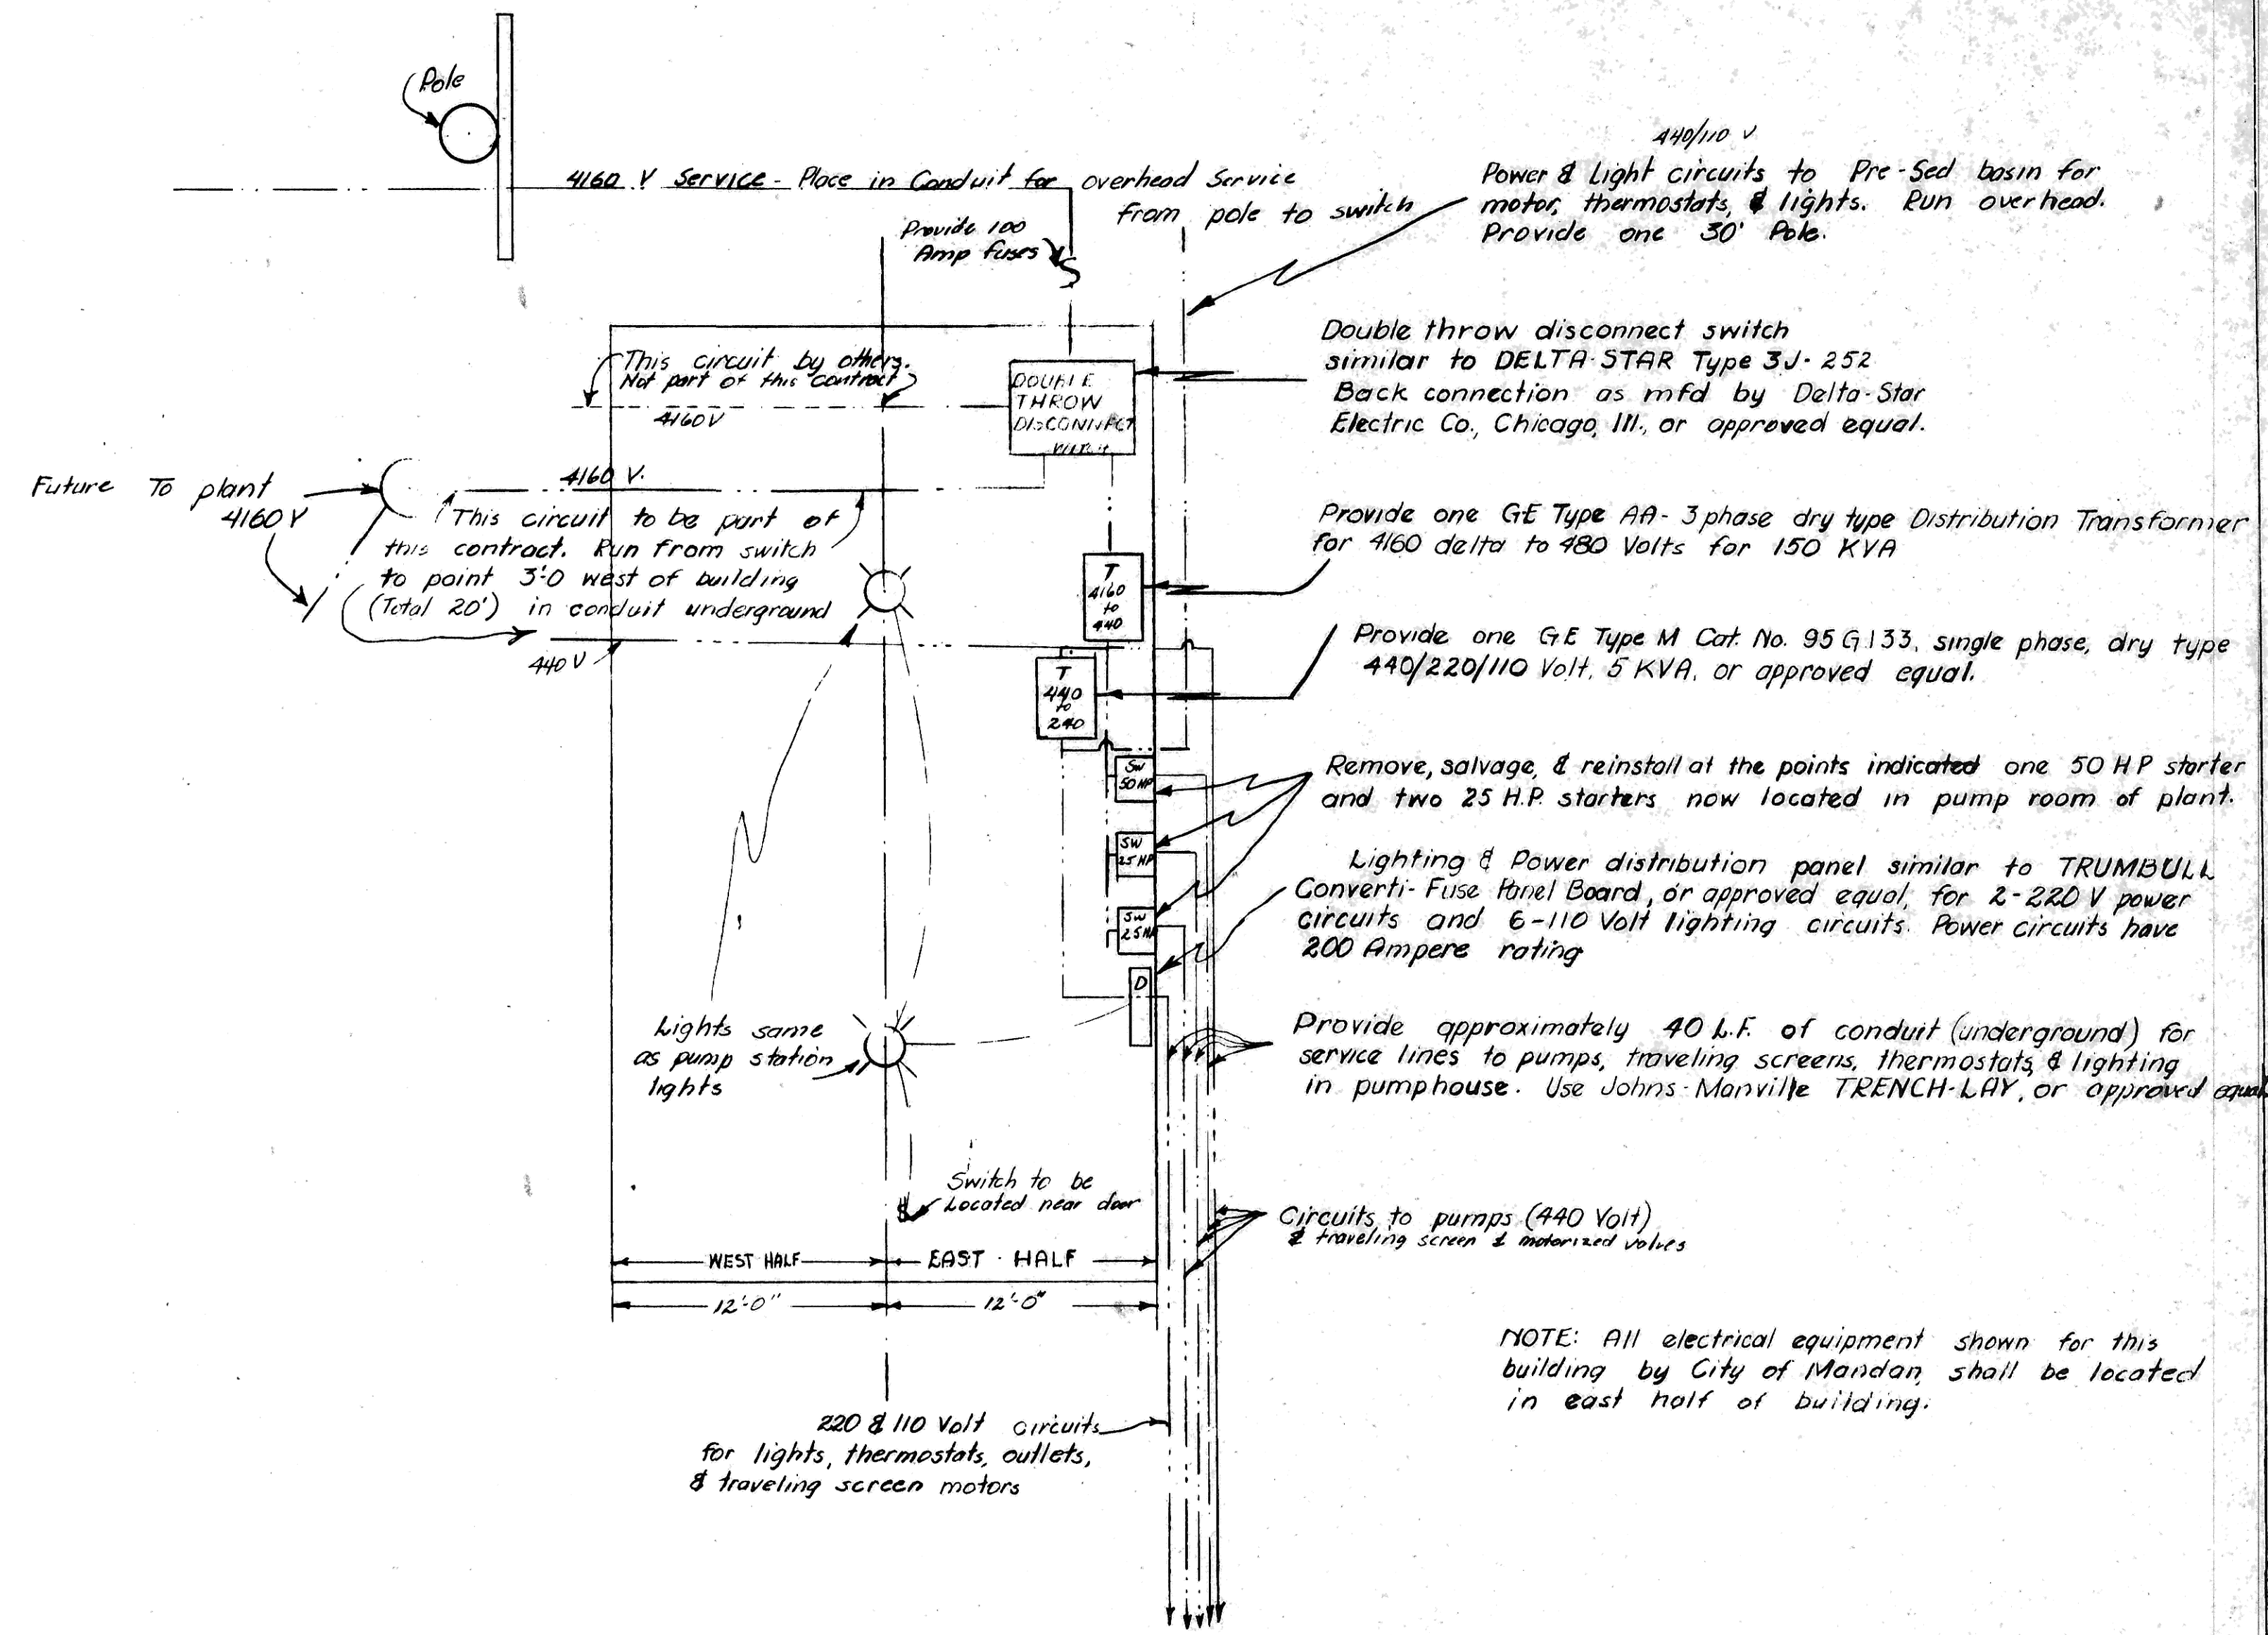 Pole
440/110 V
4160 V Service - Place in Conduit for overhead Service
from pole to switch
Power & Light circuits to Pre-Sed basin for
motor, thermostats, & lights. Run overhead.
Provide one 30' Pole.
Provide 100
Amp fuses
Double throw disconnect switch
similar to DELTA-STAR Type 3J-252
Back connection as mfd by Delta-Star
Electric Co., Chicago, Ill., or approved equal.
This circuit by others.
Not part of this contract
4160V
DOUBLE
THROW
DISCONNECT
SWITCH
Future To plant
4160 V
4160 V.
This circuit to be part of
this contract. Run from switch
to point 3'-0 west of building
(Total 20') in conduit underground
440 V
Provide one GE Type AA- 3 phase dry type Distribution Transformer
for 4160 delta to 480 Volts for 150 KVA
T
4160
to
440
Provide one GE Type M Cat. No. 95G133, single phase, dry type
440/220/110 Volt, 5 KVA, or approved equal.
T
440
to
240
SW
50 HP
Remove, salvage, & reinstall at the points indicated one 50 HP starter
and two 25 H.P. starters now located in pump room of plant.
SW
25 HP
SW
25 HP
Lighting & Power distribution panel similar to TRUMBULL
Converti-Fuse Panel Board, or approved equal, for 2-220 V power
circuits and 6-110 Volt lighting circuits. Power circuits have
200 Ampere rating
D
Lights same
as pump station
lights
Provide approximately 40 L.F. of conduit (underground) for
service lines to pumps, traveling screens, thermostats, & lighting
in pumphouse. Use Johns-Manville TRENCH-LAY, or approved equal
Switch to be
Located near door
Circuits to pumps (440 Volt)
& traveling screen & motorized valves
WEST HALF
EAST HALF
12'-0"
12'-0"
NOTE: All electrical equipment shown for this
building by City of Mandan, shall be located
in east half of building.
220 & 110 Volt circuits
for lights, thermostats, outlets,
& traveling screen motors